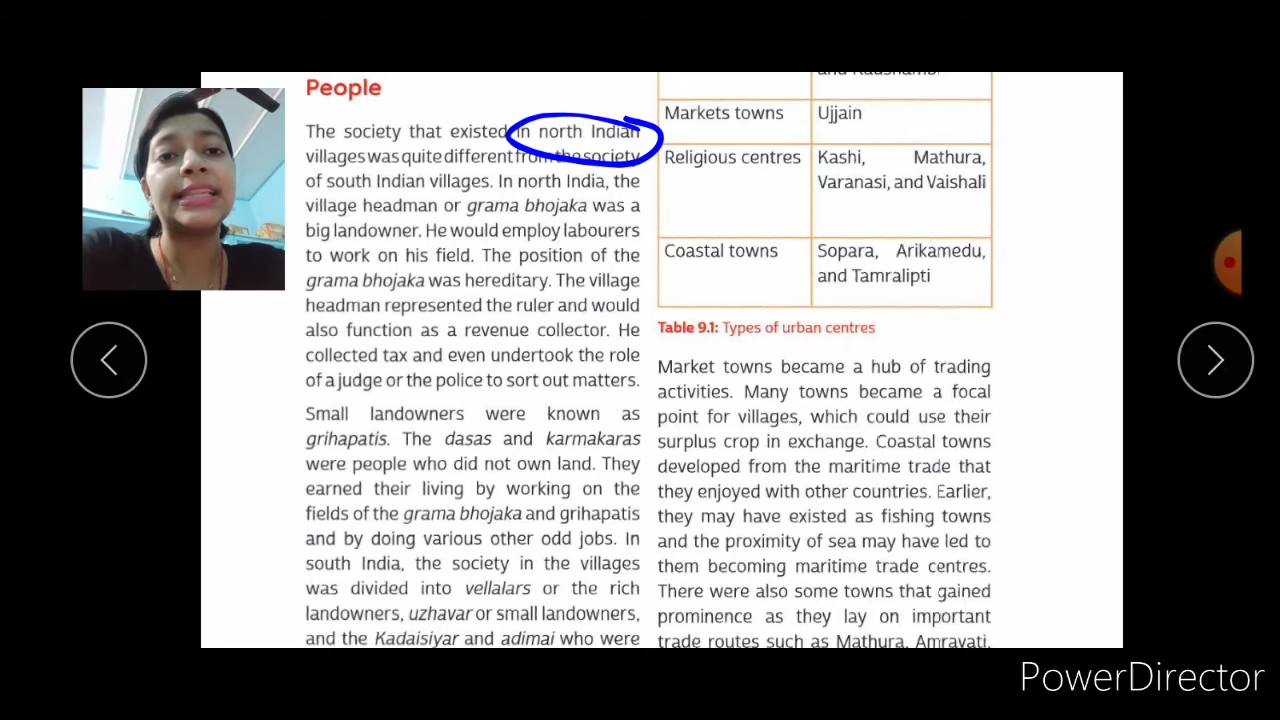 People
The society that existed in north Indian
villages was quite different from the society
of south Indian villages. In north India, the
village headman or grama bhojaka was a
big landowner. He would employ labourers
to work on his field. The position of the
grama bhojaka was hereditary. The village
headman represented the ruler and would
also function as a revenue collector. He
collected tax and even undertook the role
of a judge or the police to sort out matters.
Small landowners were known as
grihapatis. The dasas and karmakaras
were people who did not own land. They
earned their living by working on the
fields of the grama bhojaka and grihapatis
and by doing various other odd jobs. In
south India, the society in the villages
was divided into vellalars or the rich
landowners, uzhavar or small landowners,
and the Kadaisiyar and adimai who were
and Kaushambi
Markets towns Ujjain
Religious centres Kashi, Mathura,
Varanasi, and Vaishali
Coastal towns Sopara, Arikamedu,
and Tamralipti
Table 9.1: Types of urban centres
Market towns became a hub of trading
activities. Many towns became a focal
point for villages, which could use their
surplus crop in exchange. Coastal towns
developed from the maritime trade that
they enjoyed with other countries. Earlier,
they may have existed as fishing towns
and the proximity of sea may have led to
them becoming maritime trade centres.
There were also some towns that gained
prominence as they lay on important
trade routes such as Mathura, Amravati,
PowerDirector